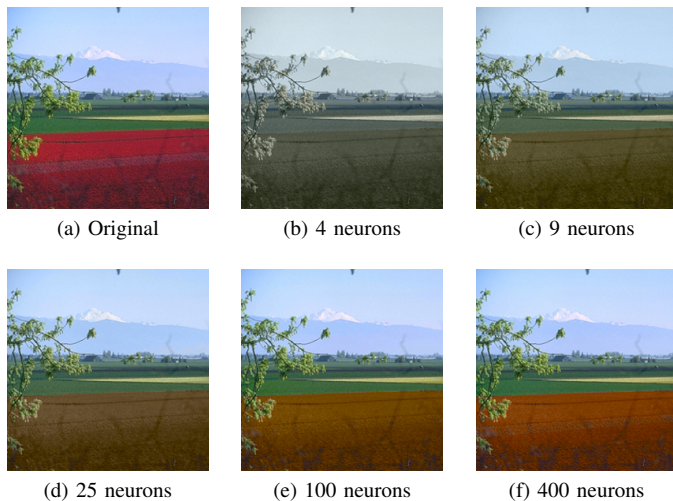 (a) Original
(b) 4 neurons
(c) 9 neurons
(d) 25 neurons
(e) 100 neurons
(f) 400 neurons